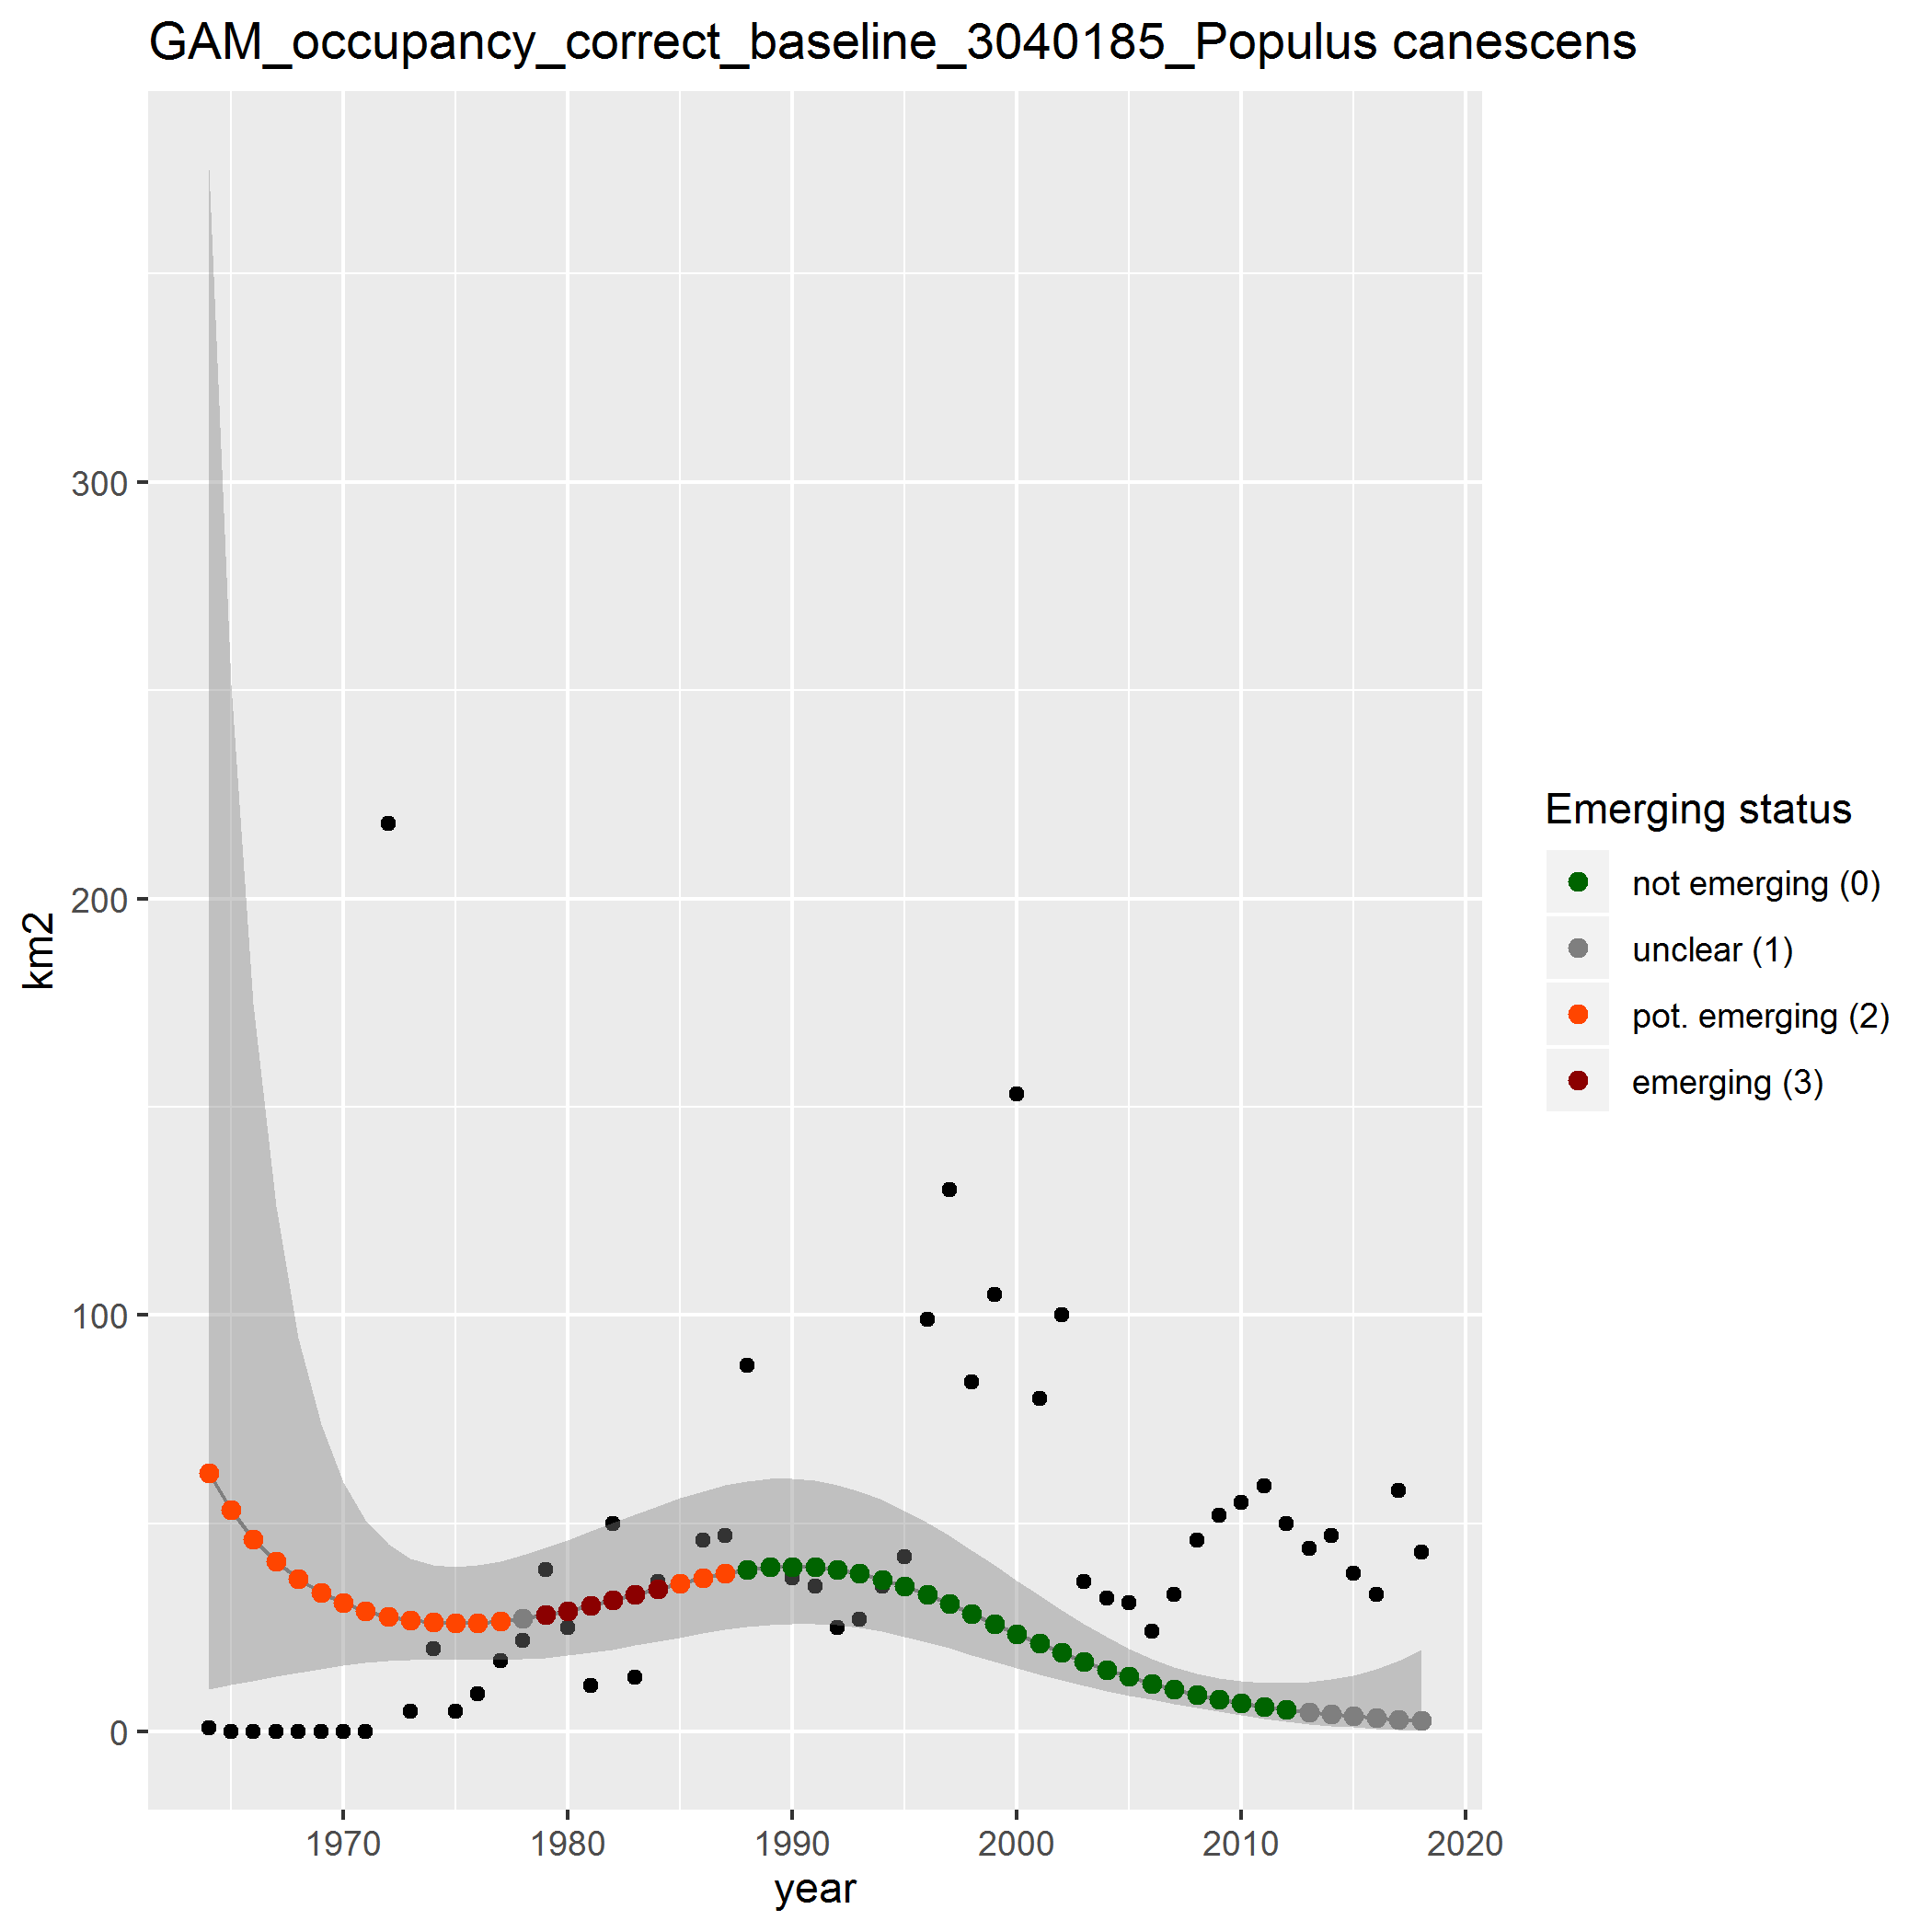 GAM_occupancy_correct_baseline_3040185_Populus canescens
300
200
100
0
km2
1970
1980
1990
2000
2010
2020
year
Emerging status
not emerging (0)
unclear (1)
pot. emerging (2)
emerging (3)